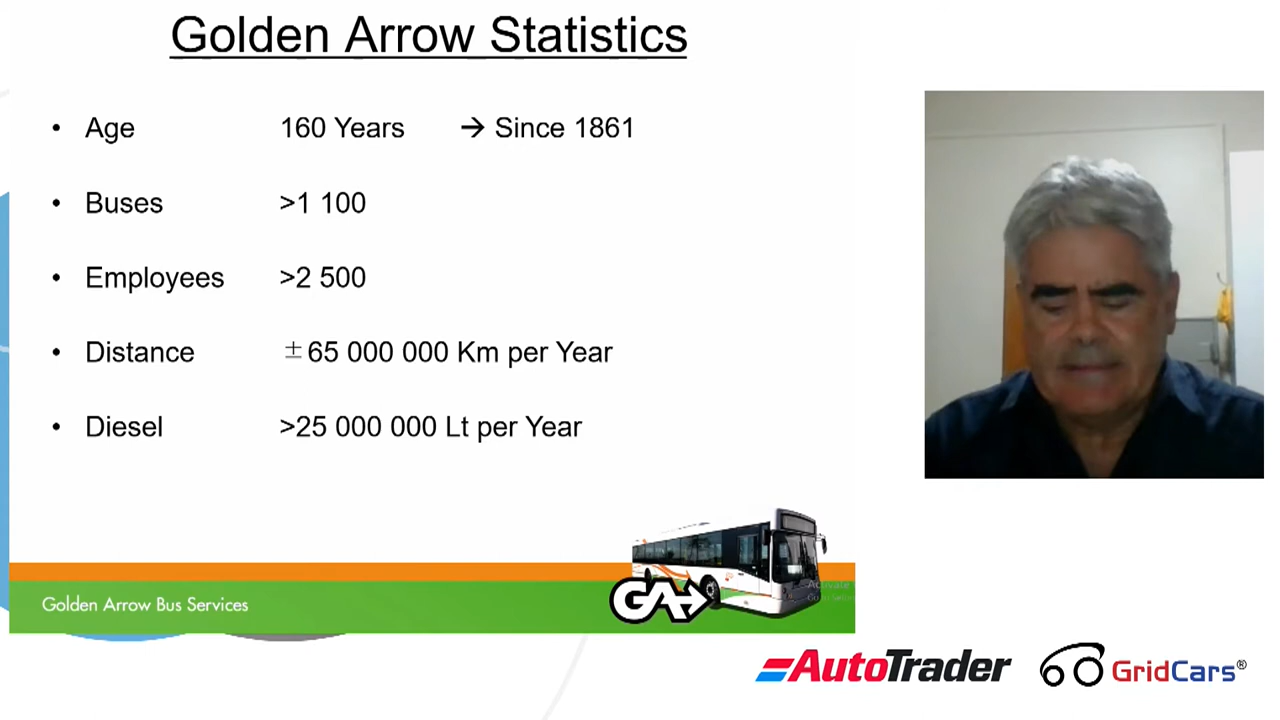 Golden Arrow Statistics
• Age 160 Years → Since 1861
• Buses >1 100
• Employees >2 500
• Distance ±65 000 000 Km per Year
• Diesel >25 000 000 Lt per Year
GA
Golden Arrow Bus Services
AutoTrader
GridCars®